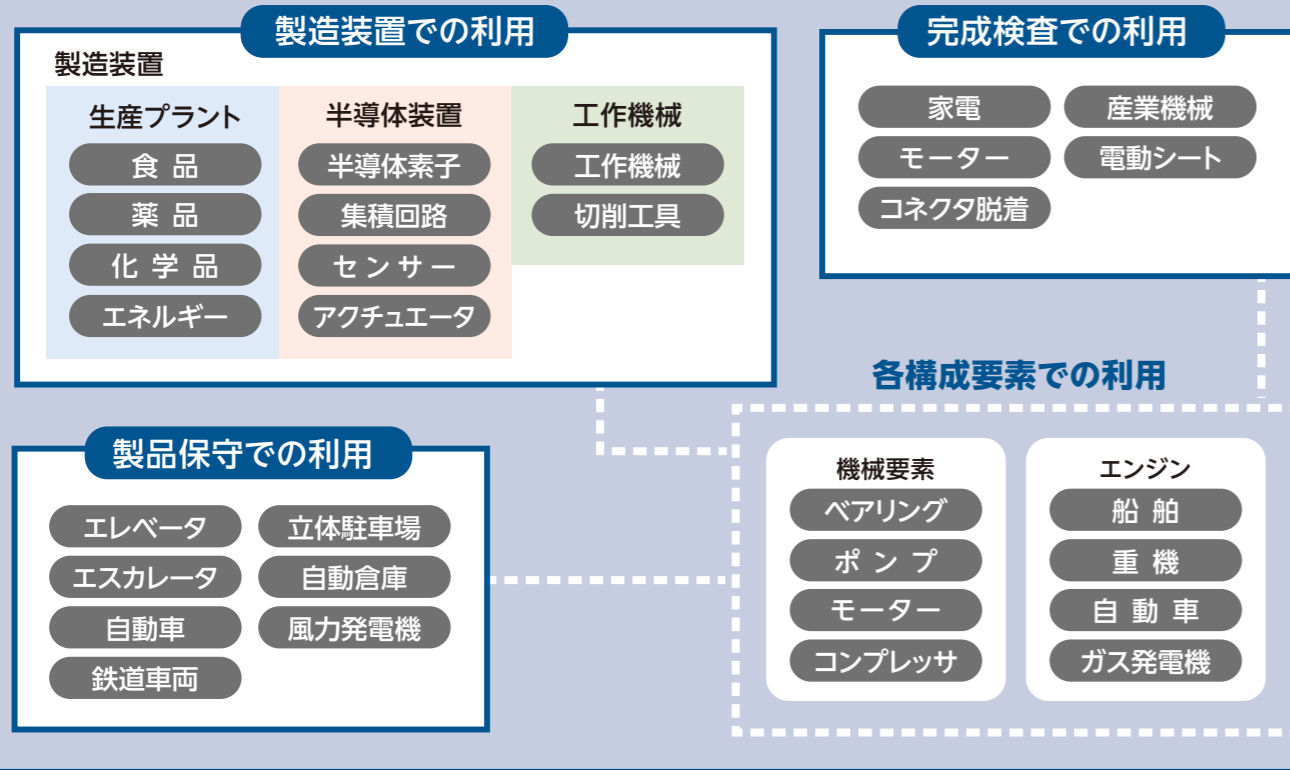 製造装置での利用
製造装置
生産プラント
食 品
薬 品
化 学 品
エネルギー
半導体装置
半導体素子
集積回路
セ ン サ ー
アクチュエータ
工作機械
工作機械
切削工具
完成検査での利用
家電
産業機械
モーター
電動シート
コネクタ脱着
製品保守での利用
エレベータ
立体駐車場
エスカレータ
自動倉庫
自動車
風力発電機
鉄道車両
各構成要素での利用
機械要素
ベアリング
ポ ン プ
モーター
コンプレッサ
エンジン
船 舶
重 機
自 動 車
ガス発電機